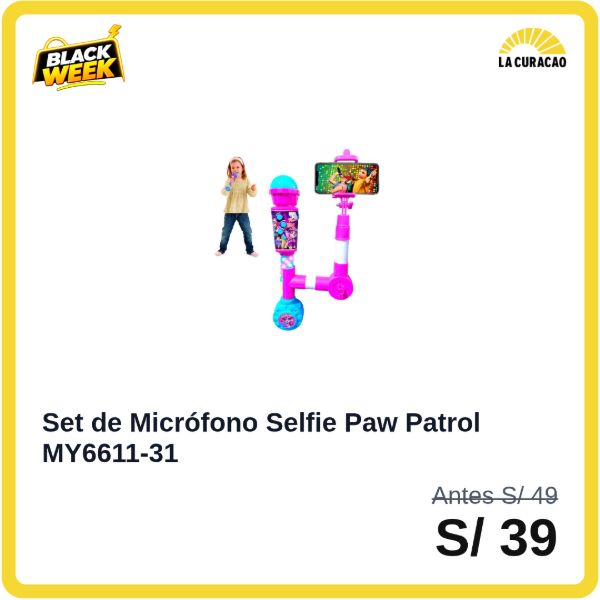 BLACK
WEEK
LA CURACAO
Set de Micrófono Selfie Paw Patrol
MY6611-31
Antes S/ 49
S/ 39